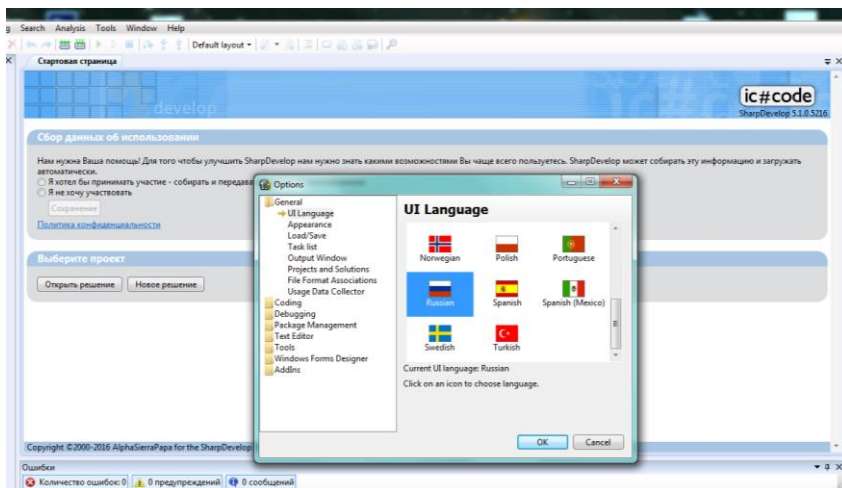 Search Analysis Tools Window Help
Default layout
Стартовая страница
develop
ic#code
SharpDevelop 5.1.0.5216
Сбор данных об использовании
Нам нужна Ваша помощь! Для того чтобы улучшить SharpDevelop нам нужно знать какими возможностями Вы чаще всего пользуетесь. SharpDevelop может собирать эту информацию и загружать
автоматически.
Я хотел бы принимать участие - собирать и передава
Я не хочу участвовать
Сохранение
Политика конфиденциальности
Выберите проект
Открыть решение Новое решение
Options
General
UI Language
Appearance
Load/Save
Task list
Output Window
Projects and Solutions
File Format Associations
Usage Data Collector
Coding
Debugging
Package Management
Text Editor
Tools
Windows Forms Designer
AddIns
UI Language
Norwegian Polish Portuguese
Russian Spanish Spanish (Mexico)
Swedish Turkish
Current UI language: Russian
Click on an icon to choose language.
OK Cancel
Copyright ©2000-2016 AlphaSierraPapa for the SharpDevelop
Ошибки
Количество ошибок: 0 0 предупреждений 0 сообщений